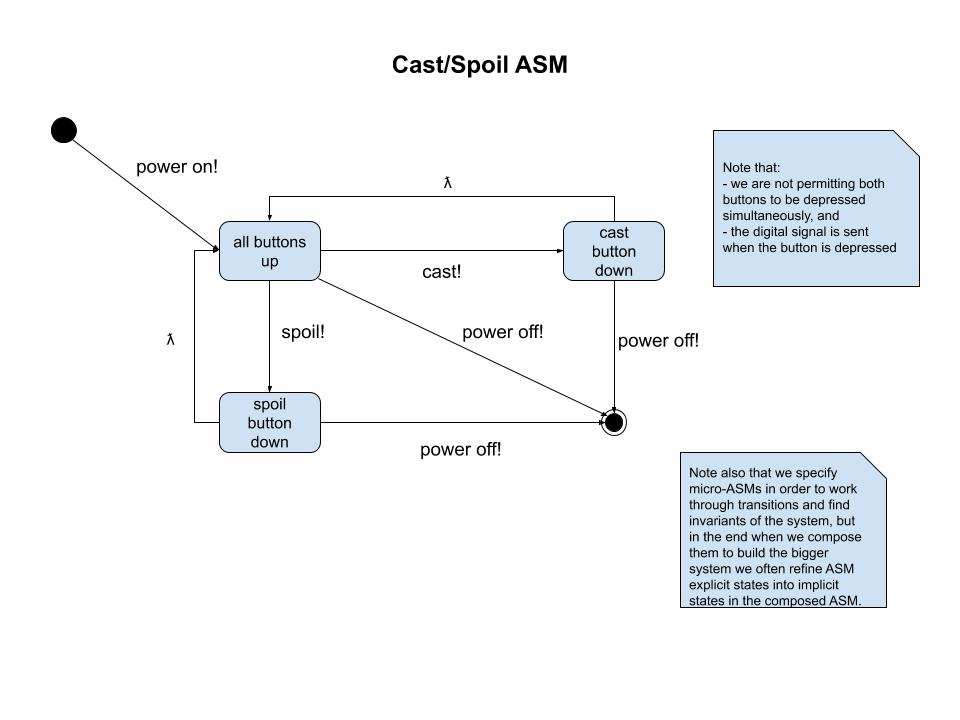 Cast/Spoil ASM
power on!
ƛ
Note that:
- we are not permitting both
buttons to be depressed
simultaneously, and
- the digital signal is sent
when the button is depressed
all buttons
up
cast
button
down
cast!
ƛ
spoil!
power off!
power off!
spoil
button
down
power off!
Note also that we specify
micro-ASMs in order to work
through transitions and find
invariants of the system, but
in the end when we compose
them to build the bigger
system we often refine ASM
explicit states into implicit
states in the composed ASM.